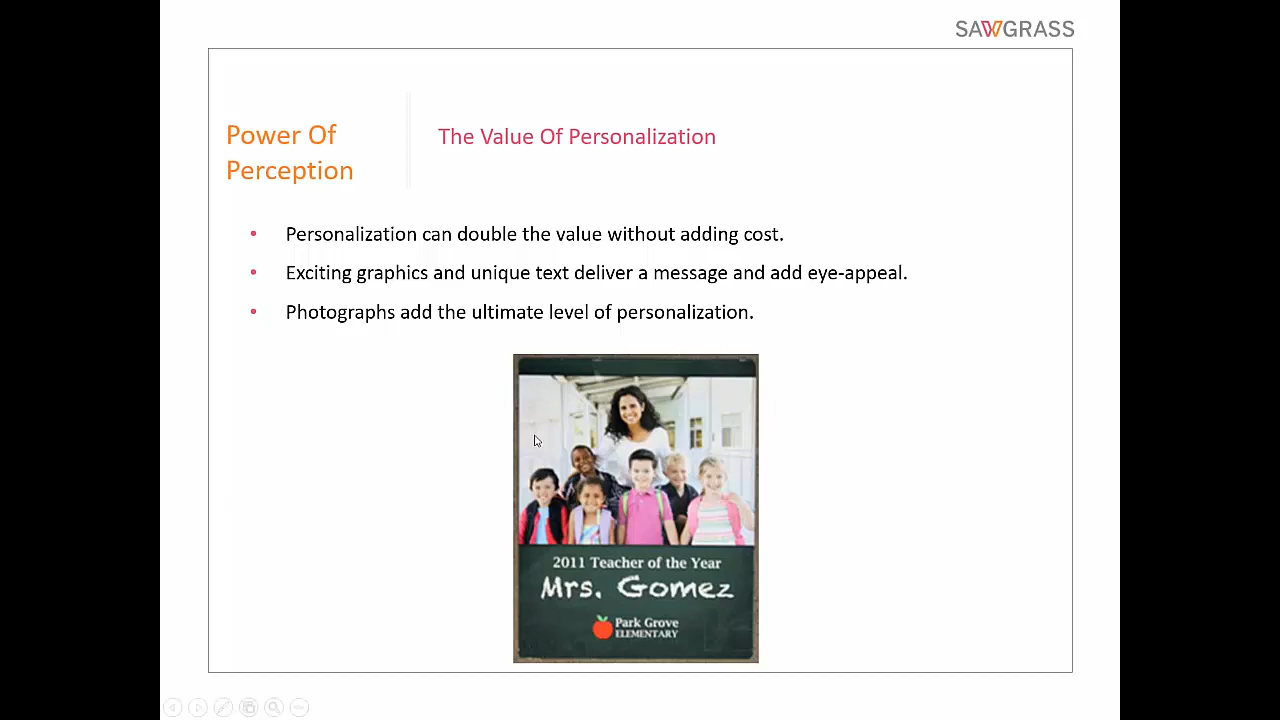 SAWGRASS
Power Of
Perception
The Value Of Personalization
• Personalization can double the value without adding cost.
• Exciting graphics and unique text deliver a message and add eye-appeal.
• Photographs add the ultimate level of personalization.
2011 Teacher of the Year
Mrs. Gomez
Park Grove
ELEMENTARY